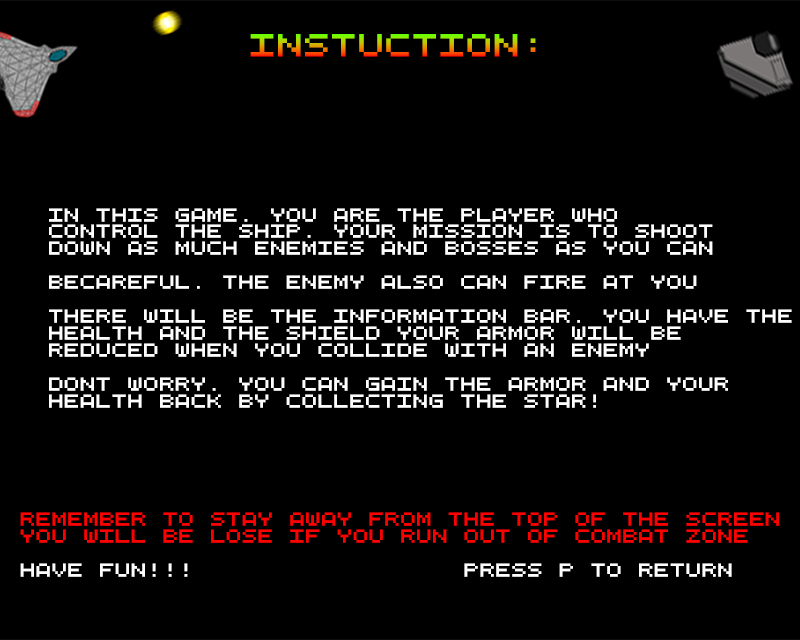 INSTUCTION:
IN THIS GAME. YOU ARE THE PLAYER WHO
CONTROL THE SHIP. YOUR MISSION IS TO SHOOT
DOWN AS MUCH ENEMIES AND BOSSES AS YOU CAN
BECAREFUL. THE ENEMY ALSO CAN FIRE AT YOU
THERE WILL BE THE INFORMATION BAR. YOU HAVE THE
HEALTH AND THE SHIELD YOUR ARMOR WILL BE
REDUCED WHEN YOU COLLIDE WITH AN ENEMY
DONT WORRY. YOU CAN GAIN THE ARMOR AND YOUR
HEALTH BACK BY COLLECTING THE STAR!
REMEMBER TO STAY AWAY FROM THE TOP OF THE SCREEN
YOU WILL BE LOSE IF YOU RUN OUT OF COMBAT ZONE
HAVE FUN!!! PRESS P TO RETURN